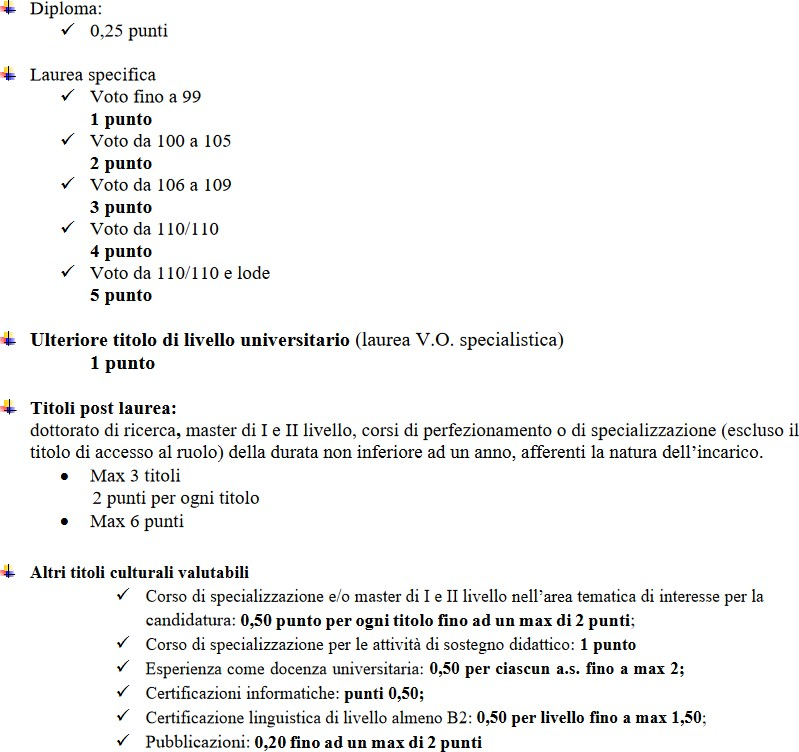 Diploma:
✓ 0,25 punti
Laurea specifica
✓ Voto fino a 99
1 punto
✓ Voto da 100 a 105
2 punto
✓ Voto da 106 a 109
3 punto
✓ Voto da 110/110
4 punto
✓ Voto da 110/110 e lode
5 punto
Ulteriore titolo di livello universitario (laurea V.O. specialistica)
1 punto
Titoli post laurea:
dottorato di ricerca, master di I e II livello, corsi di perfezionamento o di specializzazione (escluso il
titolo di accesso al ruolo) della durata non inferiore ad un anno, afferenti la natura dell’incarico.
• Max 3 titoli
2 punti per ogni titolo
• Max 6 punti
Altri titoli culturali valutabili
✓ Corso di specializzazione e/o master di I e II livello nell’area tematica di interesse per la
candidatura: 0,50 punto per ogni titolo fino ad un max di 2 punti;
✓ Corso di specializzazione per le attività di sostegno didattico: 1 punto
✓ Esperienza come docenza universitaria: 0,50 per ciascun a.s. fino a max 2;
✓ Certificazioni informatiche: punti 0,50;
✓ Certificazione linguistica di livello almeno B2: 0,50 per livello fino a max 1,50;
✓ Pubblicazioni: 0,20 fino ad un max di 2 punti